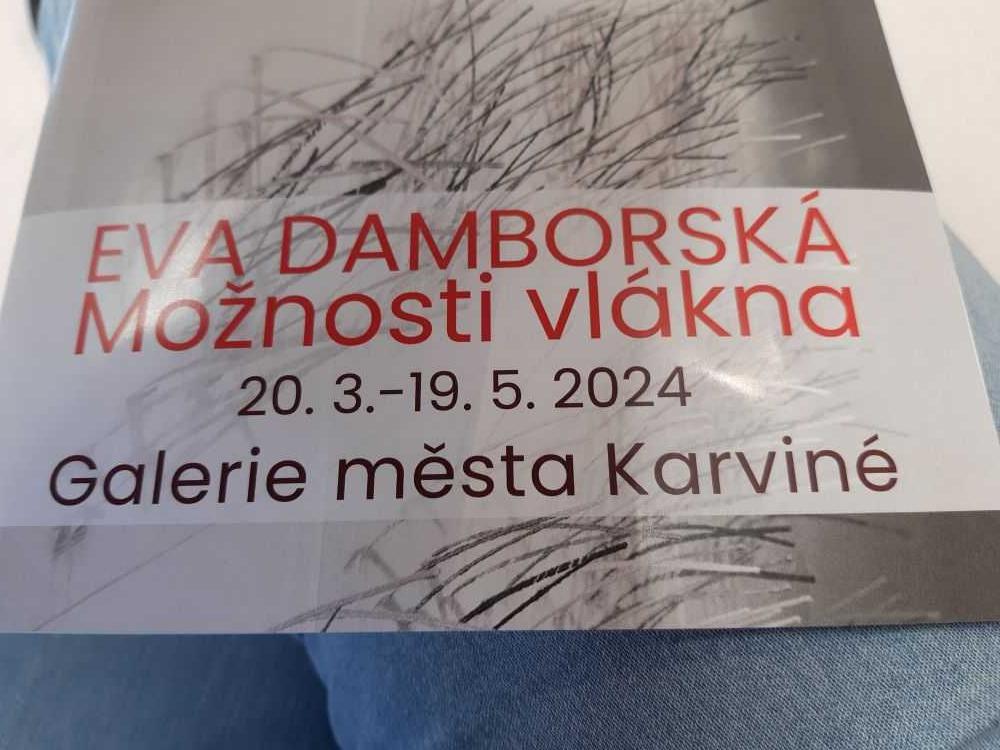 EVA DAMBORSKÁ
Možnosti vlákna
20. 3.-19. 5. 2024
Galerie města Karviné